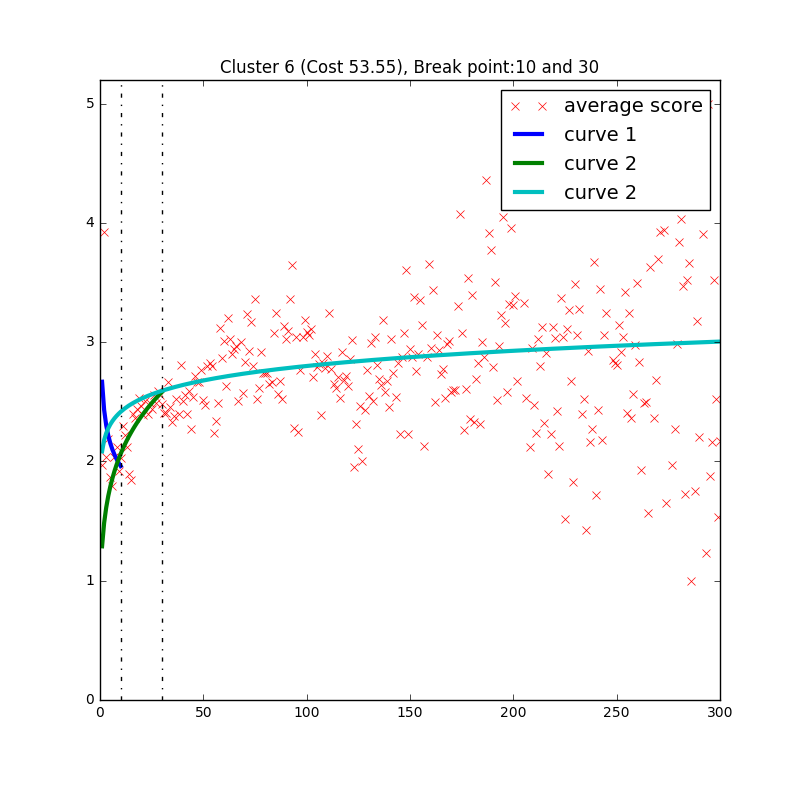 Cluster 6 (Cost 53.55), Break point:10 and 30
5
4
3
2
1
0
average score
curve 1
curve 2
curve 2
0 50 100 150 200 250 300